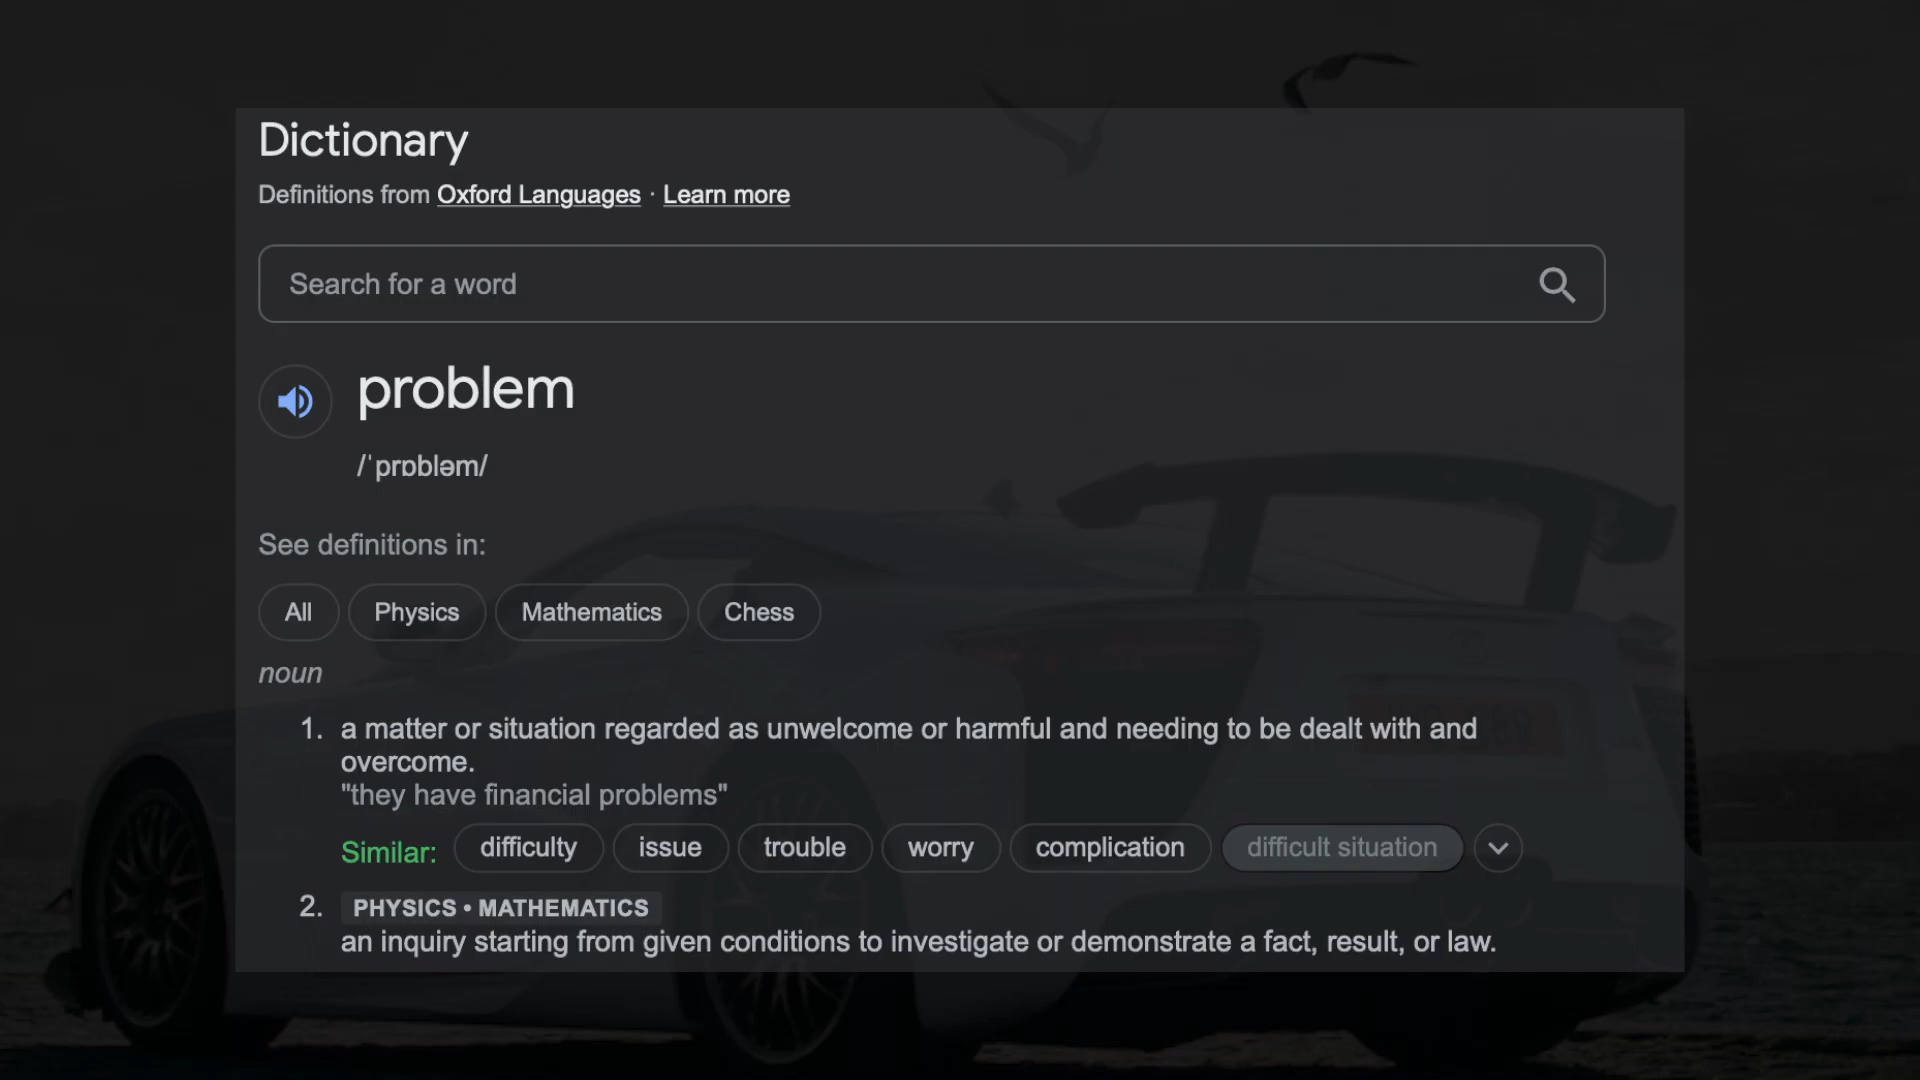 Dictionary
Definitions from Oxford Languages · Learn more
Search for a word
problem
/ˈprɒbləm/
See definitions in:
All Physics Mathematics Chess
noun
1. a matter or situation regarded as unwelcome or harmful and needing to be dealt with and
overcome.
"they have financial problems"
Similar: difficulty issue trouble worry complication difficult situation
2. PHYSICS • MATHEMATICS
an inquiry starting from given conditions to investigate or demonstrate a fact, result, or law.